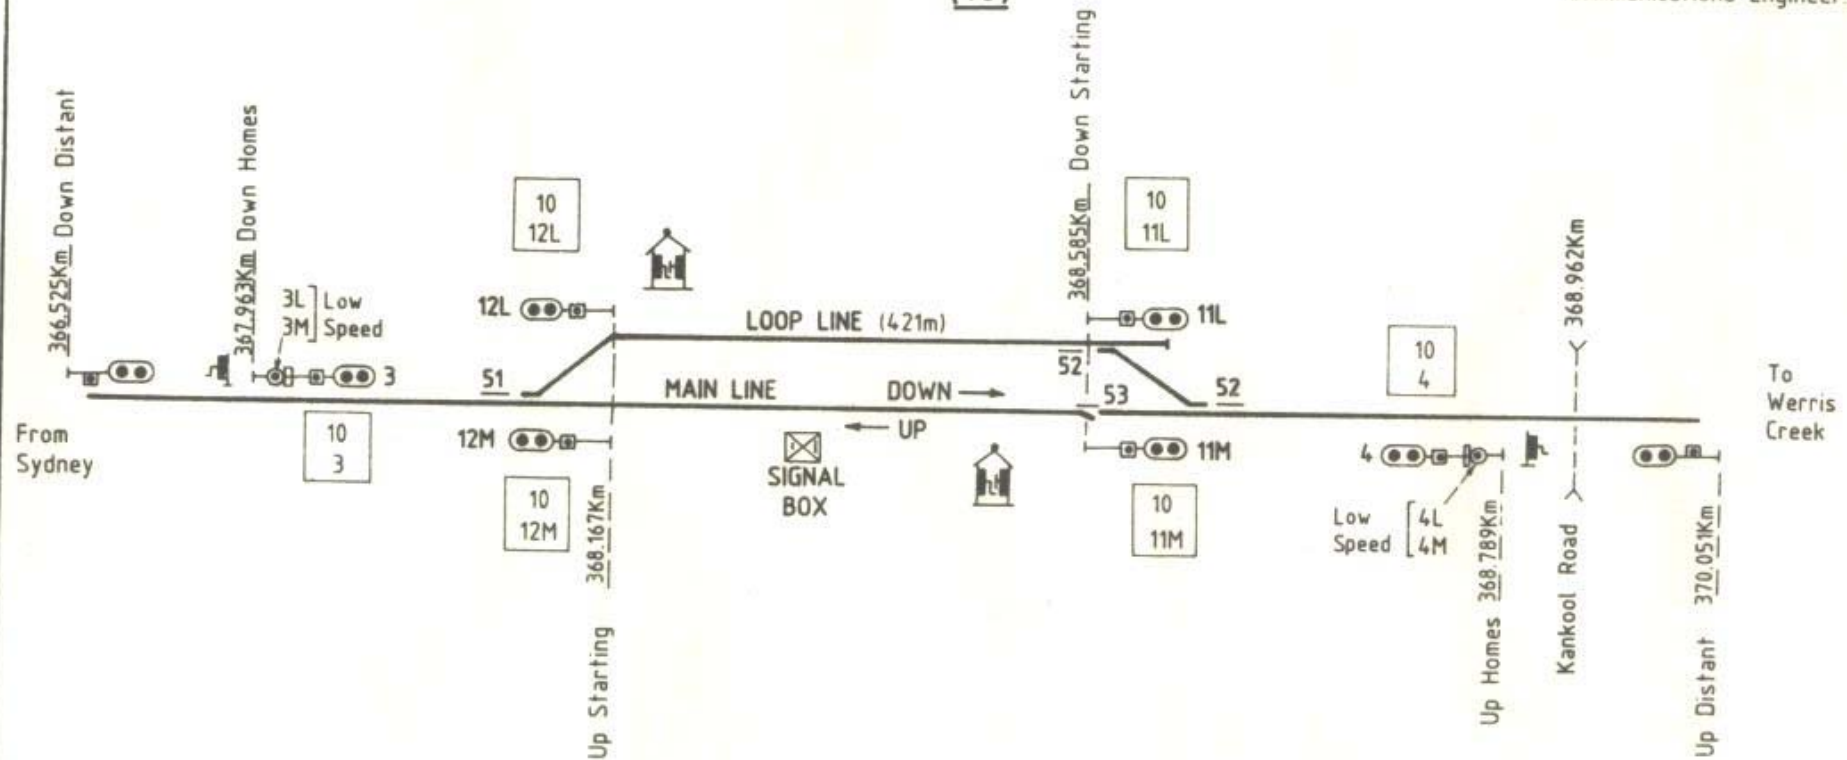 366.525Km Down Distant
367.963Km Down Homes
3L
3M
Low
Speed
3
10
3
From
Sydney
10
12L
12L
51
12M
10
12M
Up Starting 368.167Km
LOOP LINE (421m)
MAIN LINE
DOWN
UP
SIGNAL
BOX
368.585Km Down Starting
10
11L
11L
52
53
52
11M
10
11M
10
4
4
Low
Speed
4L
4M
Up Homes 368.789Km
368.962Km
Kankool Road
Up Distant 370.051Km
To
Werris
Creek